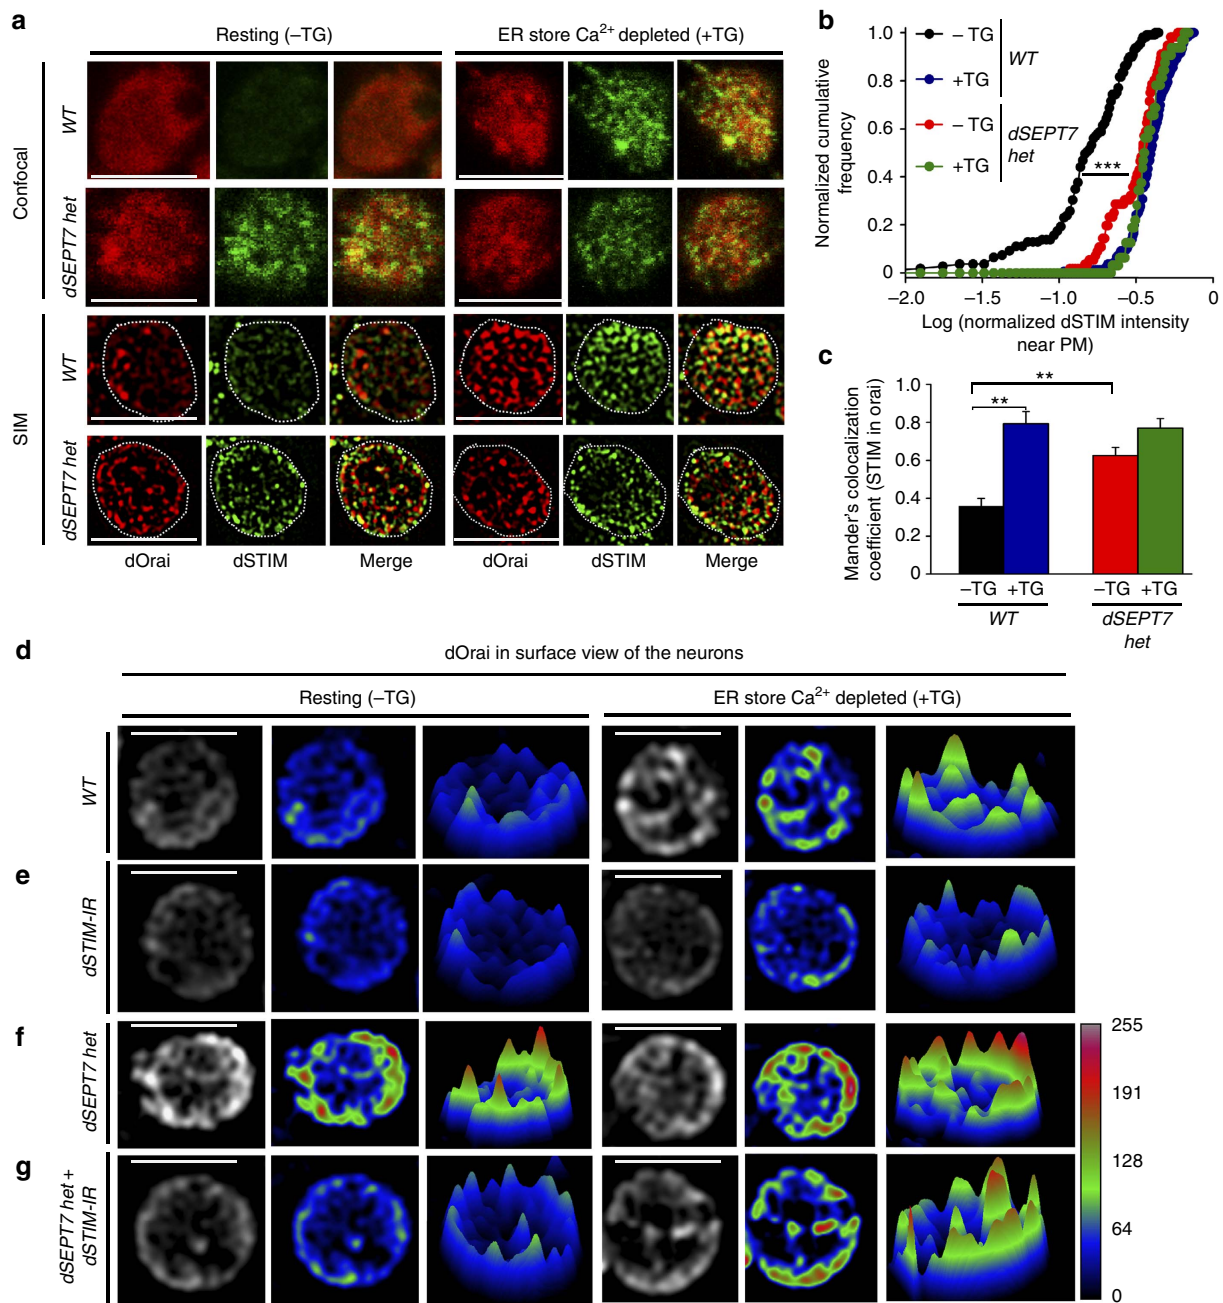 a
Resting (–TG)
ER store Ca²⁺ depleted (+TG)
Confocal
WT
dSEPT7 het
SIM
WT
dSEPT7 het
dOrai
dSTIM
Merge
dOrai
dSTIM
Merge
b
Normalized cumulative
frequency
1.0
0.8
0.6
0.4
0.2
0
– TG
+TG
WT
– TG
+TG
dSEPT7
het
***
–2.0
–1.5
–1.0
–0.5
0
Log (normalized dSTIM intensity
near PM)
c
Mander's colocalization
coefficient (STIM in orai)
1.0
0.8
0.6
0.4
0.2
0
**
**
–TG
+TG
–TG
+TG
WT
dSEPT7
het
d
dOrai in surface view of the neurons
Resting (–TG)
ER store Ca²⁺ depleted (+TG)
WT
e
dSTIM-IR
f
dSEPT7 het
g
dSEPT7 het +
dSTIM-IR
255
191
128
64
0